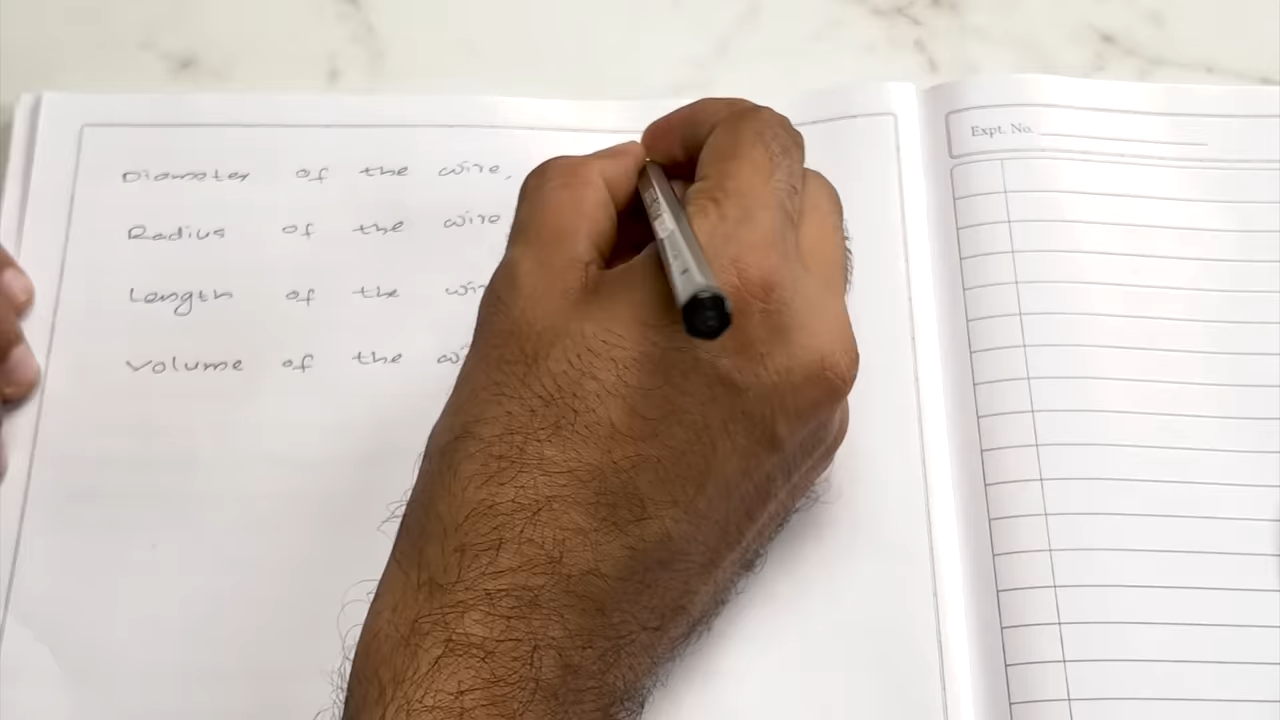 Diameter of the wire,
Radius of the wire
Length of the
Volume of the
Expt. No.